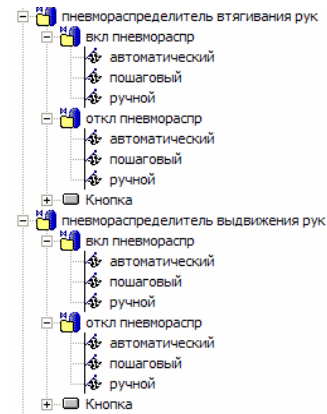 пневмораспределитель втягивания рук
вкл пневмораспр
автоматический
пошаговый
ручной
откл пневмораспр
автоматический
пошаговый
ручной
Кнопка
пневмораспределитель выдвижения рук
вкл пневмораспр
автоматический
пошаговый
ручной
откл пневмораспр
автоматический
пошаговый
ручной
Кнопка